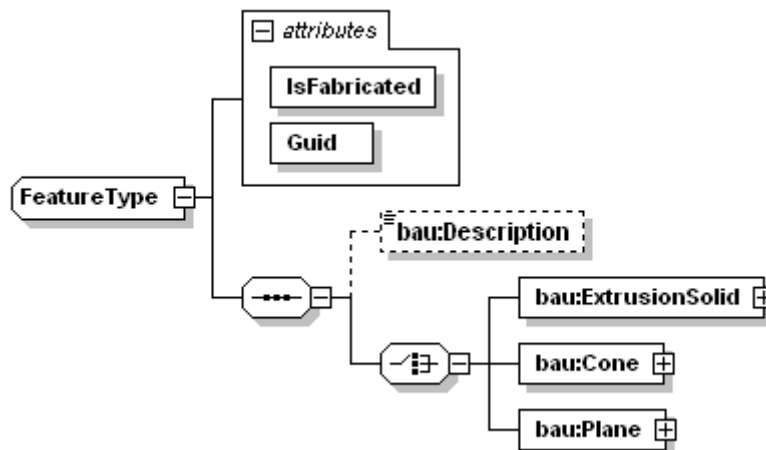 attributes
IsFabricated
Guid
FeatureType
bau:Description
bau:ExtrusionSolid
bau:Cone
bau:Plane